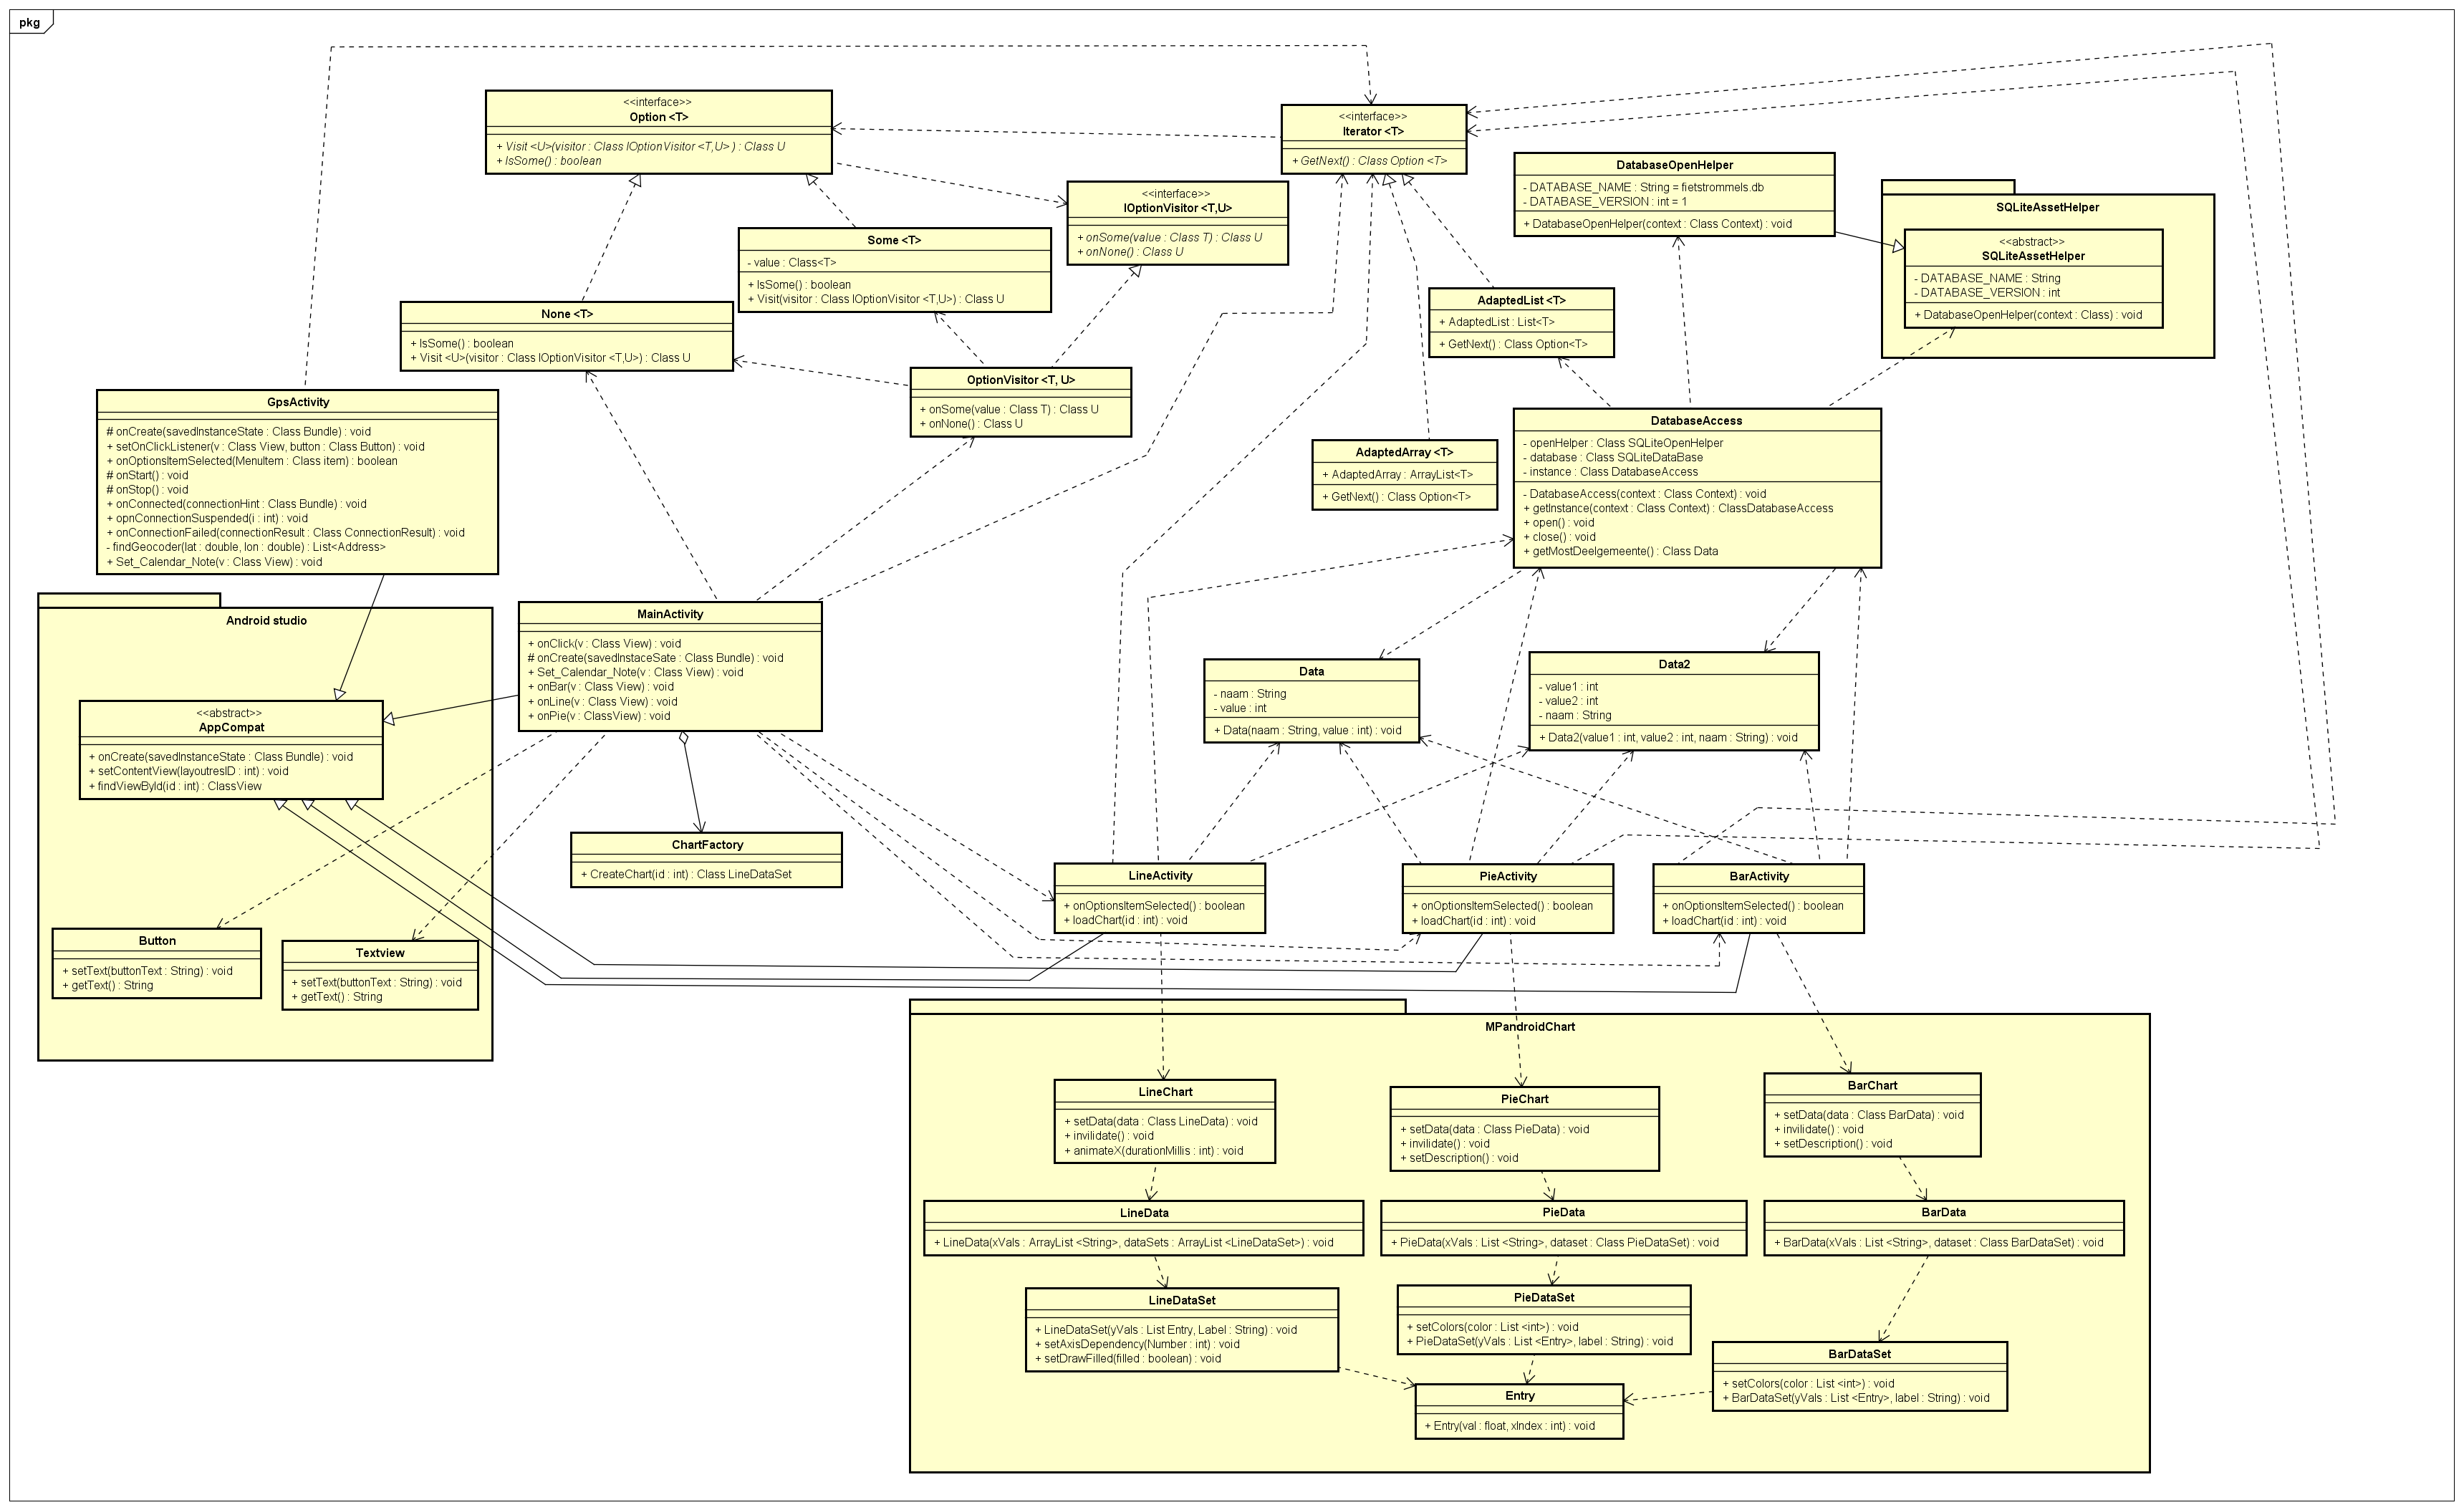 pkg
<<interface>>
Option <T>
+ Visit <U>(visitor : Class IOptionVisitor <T,U> ) : Class U
+ IsSome() : boolean
<<interface>>
Iterator <T>
+ GetNext() : Class Option <T>
<<interface>>
IOptionVisitor <T,U>
+ onSome(value : Class T) : Class U
+ onNone() : Class U
DatabaseOpenHelper
- DATABASE_NAME : String = fietstrommels.db
- DATABASE_VERSION : int = 1
+ DatabaseOpenHelper(context : Class Context) : void
SQLiteAssetHelper
<<abstract>>
SQLiteAssetHelper
- DATABASE_NAME : String
- DATABASE_VERSION : int
+ DatabaseOpenHelper(context : Class) : void
Some <T>
- value : Class<T>
+ IsSome() : boolean
+ Visit(visitor : Class IOptionVisitor <T,U>) : Class U
None <T>
+ IsSome() : boolean
+ Visit <U>(visitor : Class IOptionVisitor <T,U>) : Class U
AdaptedList <T>
+ AdaptedList : List<T>
+ GetNext() : Class Option<T>
OptionVisitor <T, U>
+ onSome(value : Class T) : Class U
+ onNone() : Class U
GpsActivity
# onCreate(savedInstanceState : Class Bundle) : void
+ setOnClickListener(v : Class View, button : Class Button) : void
+ onOptionsItemSelected(MenuItem : Class item) : boolean
# onStart() : void
# onStop() : void
+ onConnected(connectionHint : Class Bundle) : void
+ opnConnectionSuspended(i : int) : void
+ onConnectionFailed(connectionResult : Class ConnectionResult) : void
- findGeocoder(lat : double, lon : double) : List<Address>
+ Set_Calendar_Note(v : Class View) : void
AdaptedArray <T>
+ AdaptedArray : ArrayList<T>
+ GetNext() : Class Option<T>
DatabaseAccess
- openHelper : Class SQLiteOpenHelper
- database : Class SQLiteDataBase
- instance : Class DatabaseAccess
- DatabaseAccess(context : Class Context) : void
+ getInstance(context : Class Context) : ClassDatabaseAccess
+ open() : void
+ close() : void
+ getMostDeelgemeente() : Class Data
Android studio
<<abstract>>
AppCompat
+ onCreate(savedInstanceState : Class Bundle) : void
+ setContentView(layoutresID : int) : void
+ findViewById(id : int) : ClassView
MainActivity
+ onClick(v : Class View) : void
# onCreate(savedInstaceSate : Class Bundle) : void
+ Set_Calendar_Note(v : Class View) : void
+ onBar(v : Class View) : void
+ onLine(v : Class View) : void
+ onPie(v : ClassView) : void
Data
- naam : String
- value : int
+ Data(naam : String, value : int) : void
Data2
- value1 : int
- value2 : int
- naam : String
+ Data2(value1 : int, value2 : int, naam : String) : void
ChartFactory
+ CreateChart(id : int) : Class LineDataSet
LineActivity
+ onOptionsItemSelected() : boolean
+ loadChart(id : int) : void
PieActivity
+ onOptionsItemSelected() : boolean
+ loadChart(id : int) : void
BarActivity
+ onOptionsItemSelected() : boolean
+ loadChart(id : int) : void
Button
+ setText(buttonText : String) : void
+ getText() : String
Textview
+ setText(buttonText : String) : void
+ getText() : String
MPandroidChart
LineChart
+ setData(data : Class LineData) : void
+ invilidate() : void
+ animateX(durationMillis : int) : void
PieChart
+ setData(data : Class PieData) : void
+ invilidate() : void
+ setDescription() : void
BarChart
+ setData(data : Class BarData) : void
+ invilidate() : void
+ setDescription() : void
LineData
+ LineData(xVals : ArrayList <String>, dataSets : ArrayList <LineDataSet>) : void
PieData
+ PieData(xVals : List <String>, dataset : Class PieDataSet) : void
BarData
+ BarData(xVals : List <String>, dataset : Class BarDataSet) : void
LineDataSet
+ LineDataSet(yVals : List Entry, Label : String) : void
+ setAxisDependency(Number : int) : void
+ setDrawFilled(filled : boolean) : void
PieDataSet
+ setColors(color : List <int>) : void
+ PieDataSet(yVals : List <Entry>, label : String) : void
BarDataSet
+ setColors(color : List <int>) : void
+ BarDataSet(yVals : List <Entry>, label : String) : void
Entry
+ Entry(val : float, xIndex : int) : void